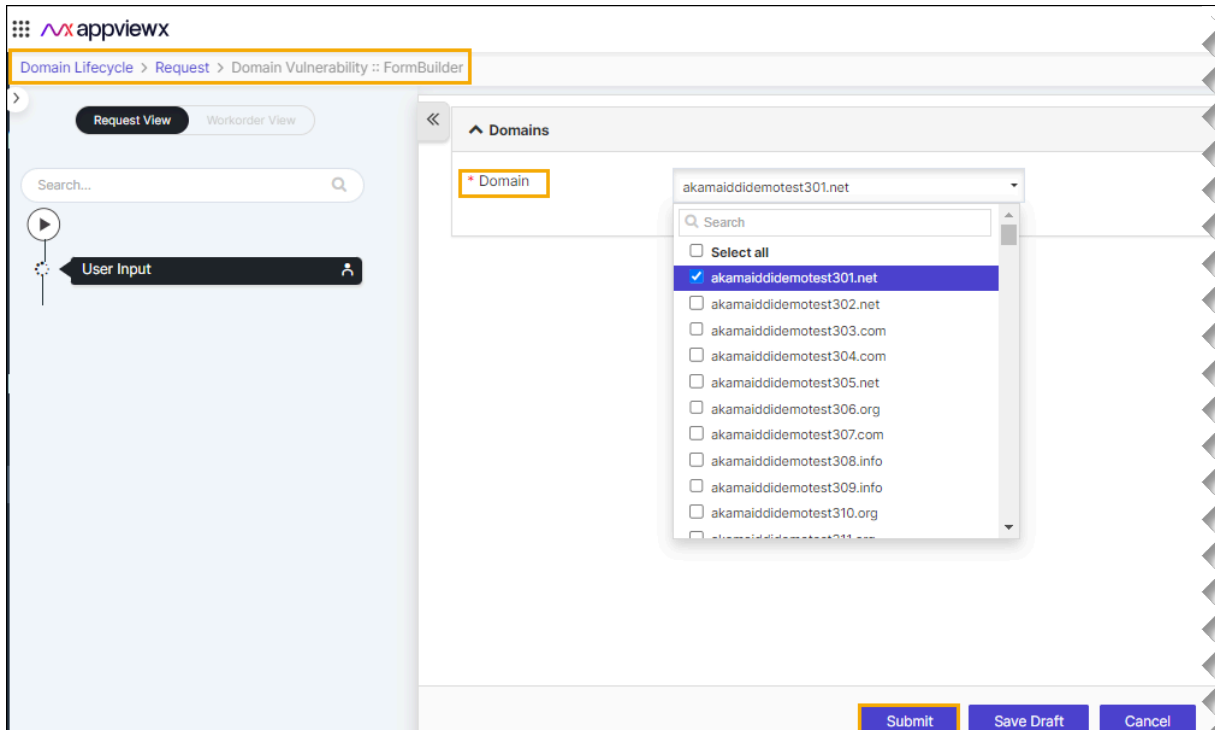 appviewx
Domain Lifecycle > Request > Domain Vulnerability :: FormBuilder
Request View Workorder View
Search...
User Input
Domains
* Domain
akamaiddidemotest301.net
Search
Select all
akamaiddidemotest301.net
akamaiddidemotest302.net
akamaiddidemotest303.com
akamaiddidemotest304.com
akamaiddidemotest305.net
akamaiddidemotest306.org
akamaiddidemotest307.com
akamaiddidemotest308.info
akamaiddidemotest309.info
akamaiddidemotest310.org
Submit Save Draft Cancel